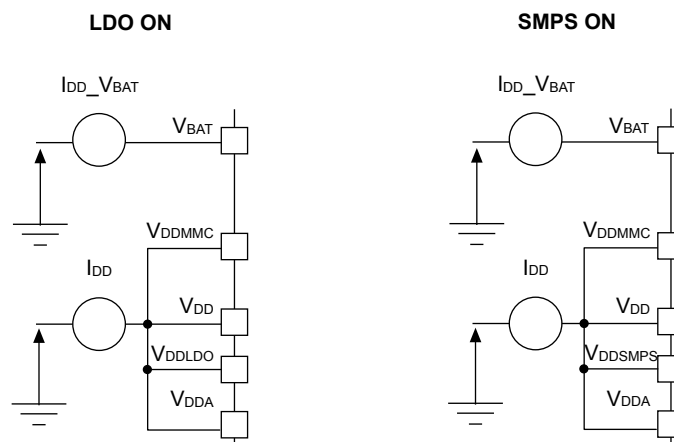 LDO ON
IDD_VBAT
VBAT
VDDMMC
IDD
VDD
VDDLDO
VDDA
SMPS ON
IDD_VBAT
VBAT
VDDMMC
IDD
VDD
VDDSMPS
VDDA